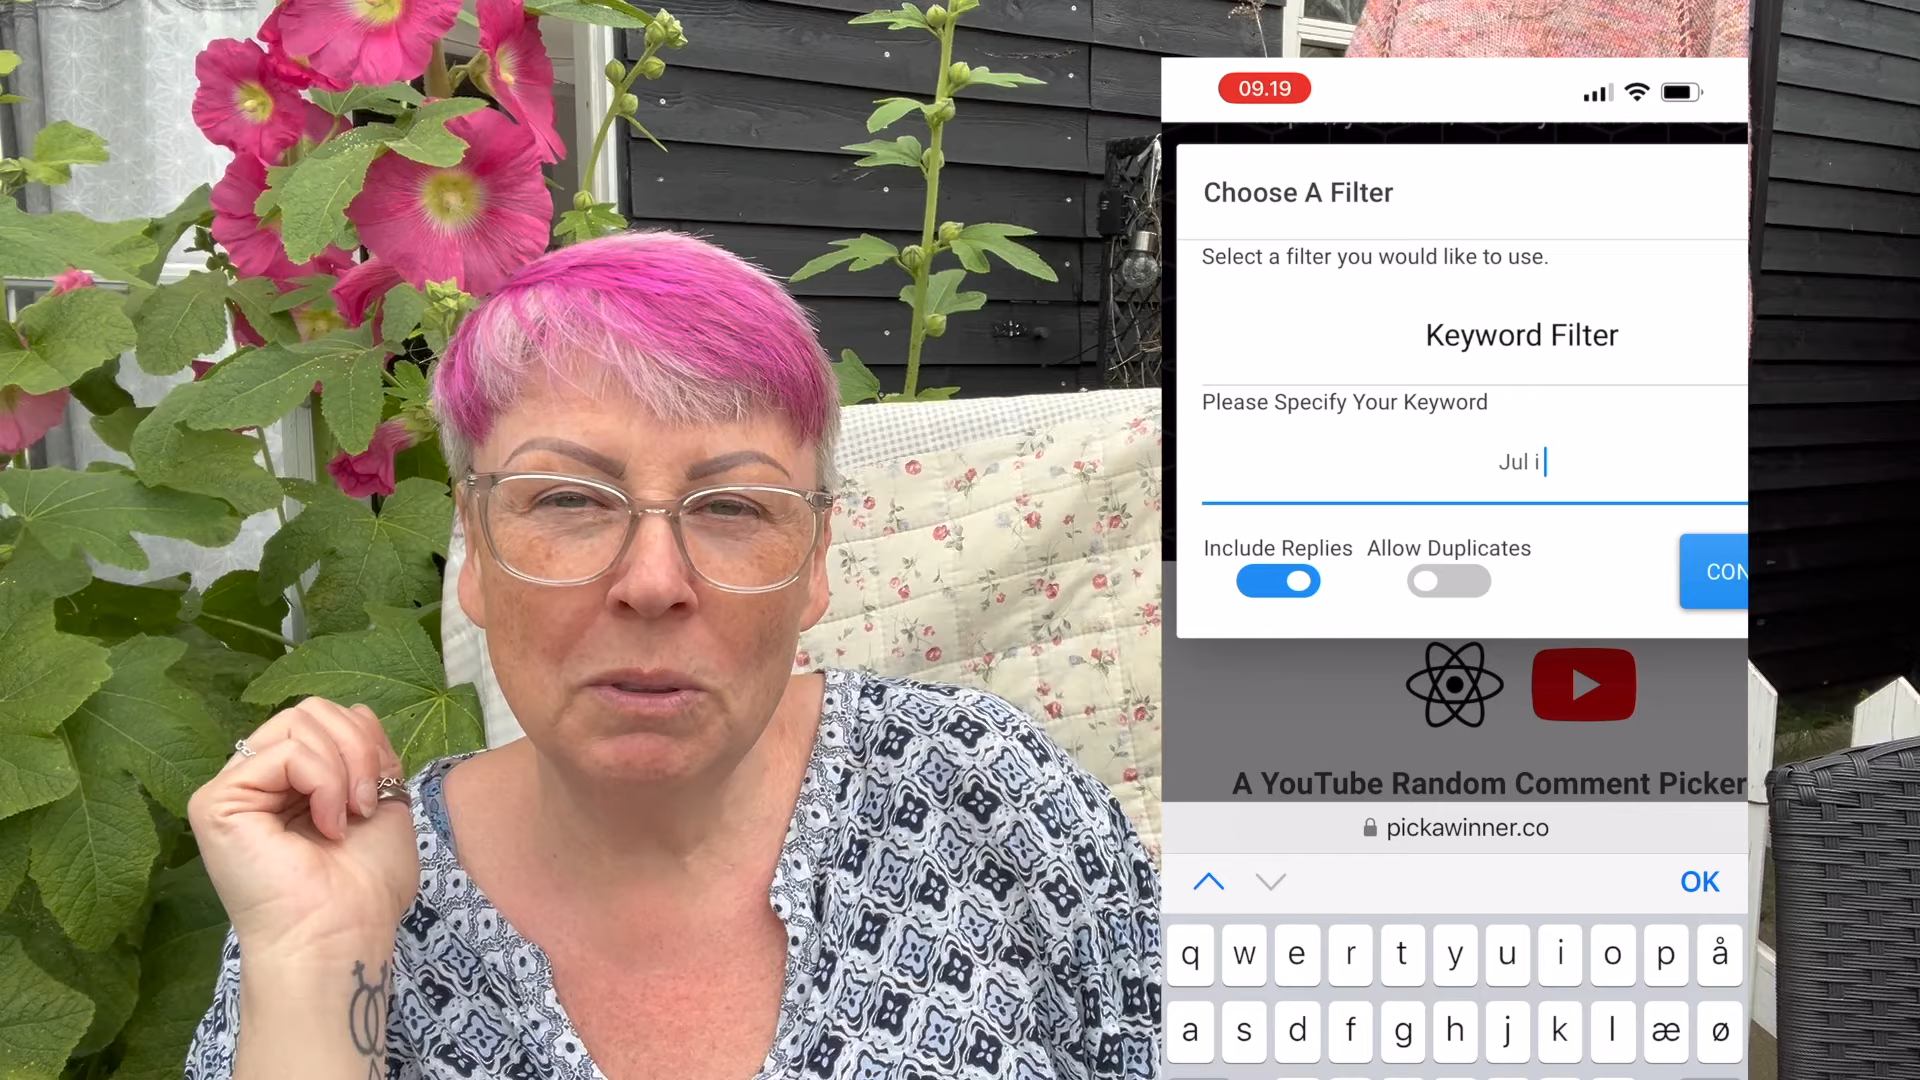 09.19
Choose A Filter
Select a filter you would like to use.
Keyword Filter
Please Specify Your Keyword
Jul i
Include Replies Allow Duplicates
CON
A YouTube Random Comment Picker
pickawinner.co
OK
q w e r t y u i o p å
a s d f g h j k l æ ø